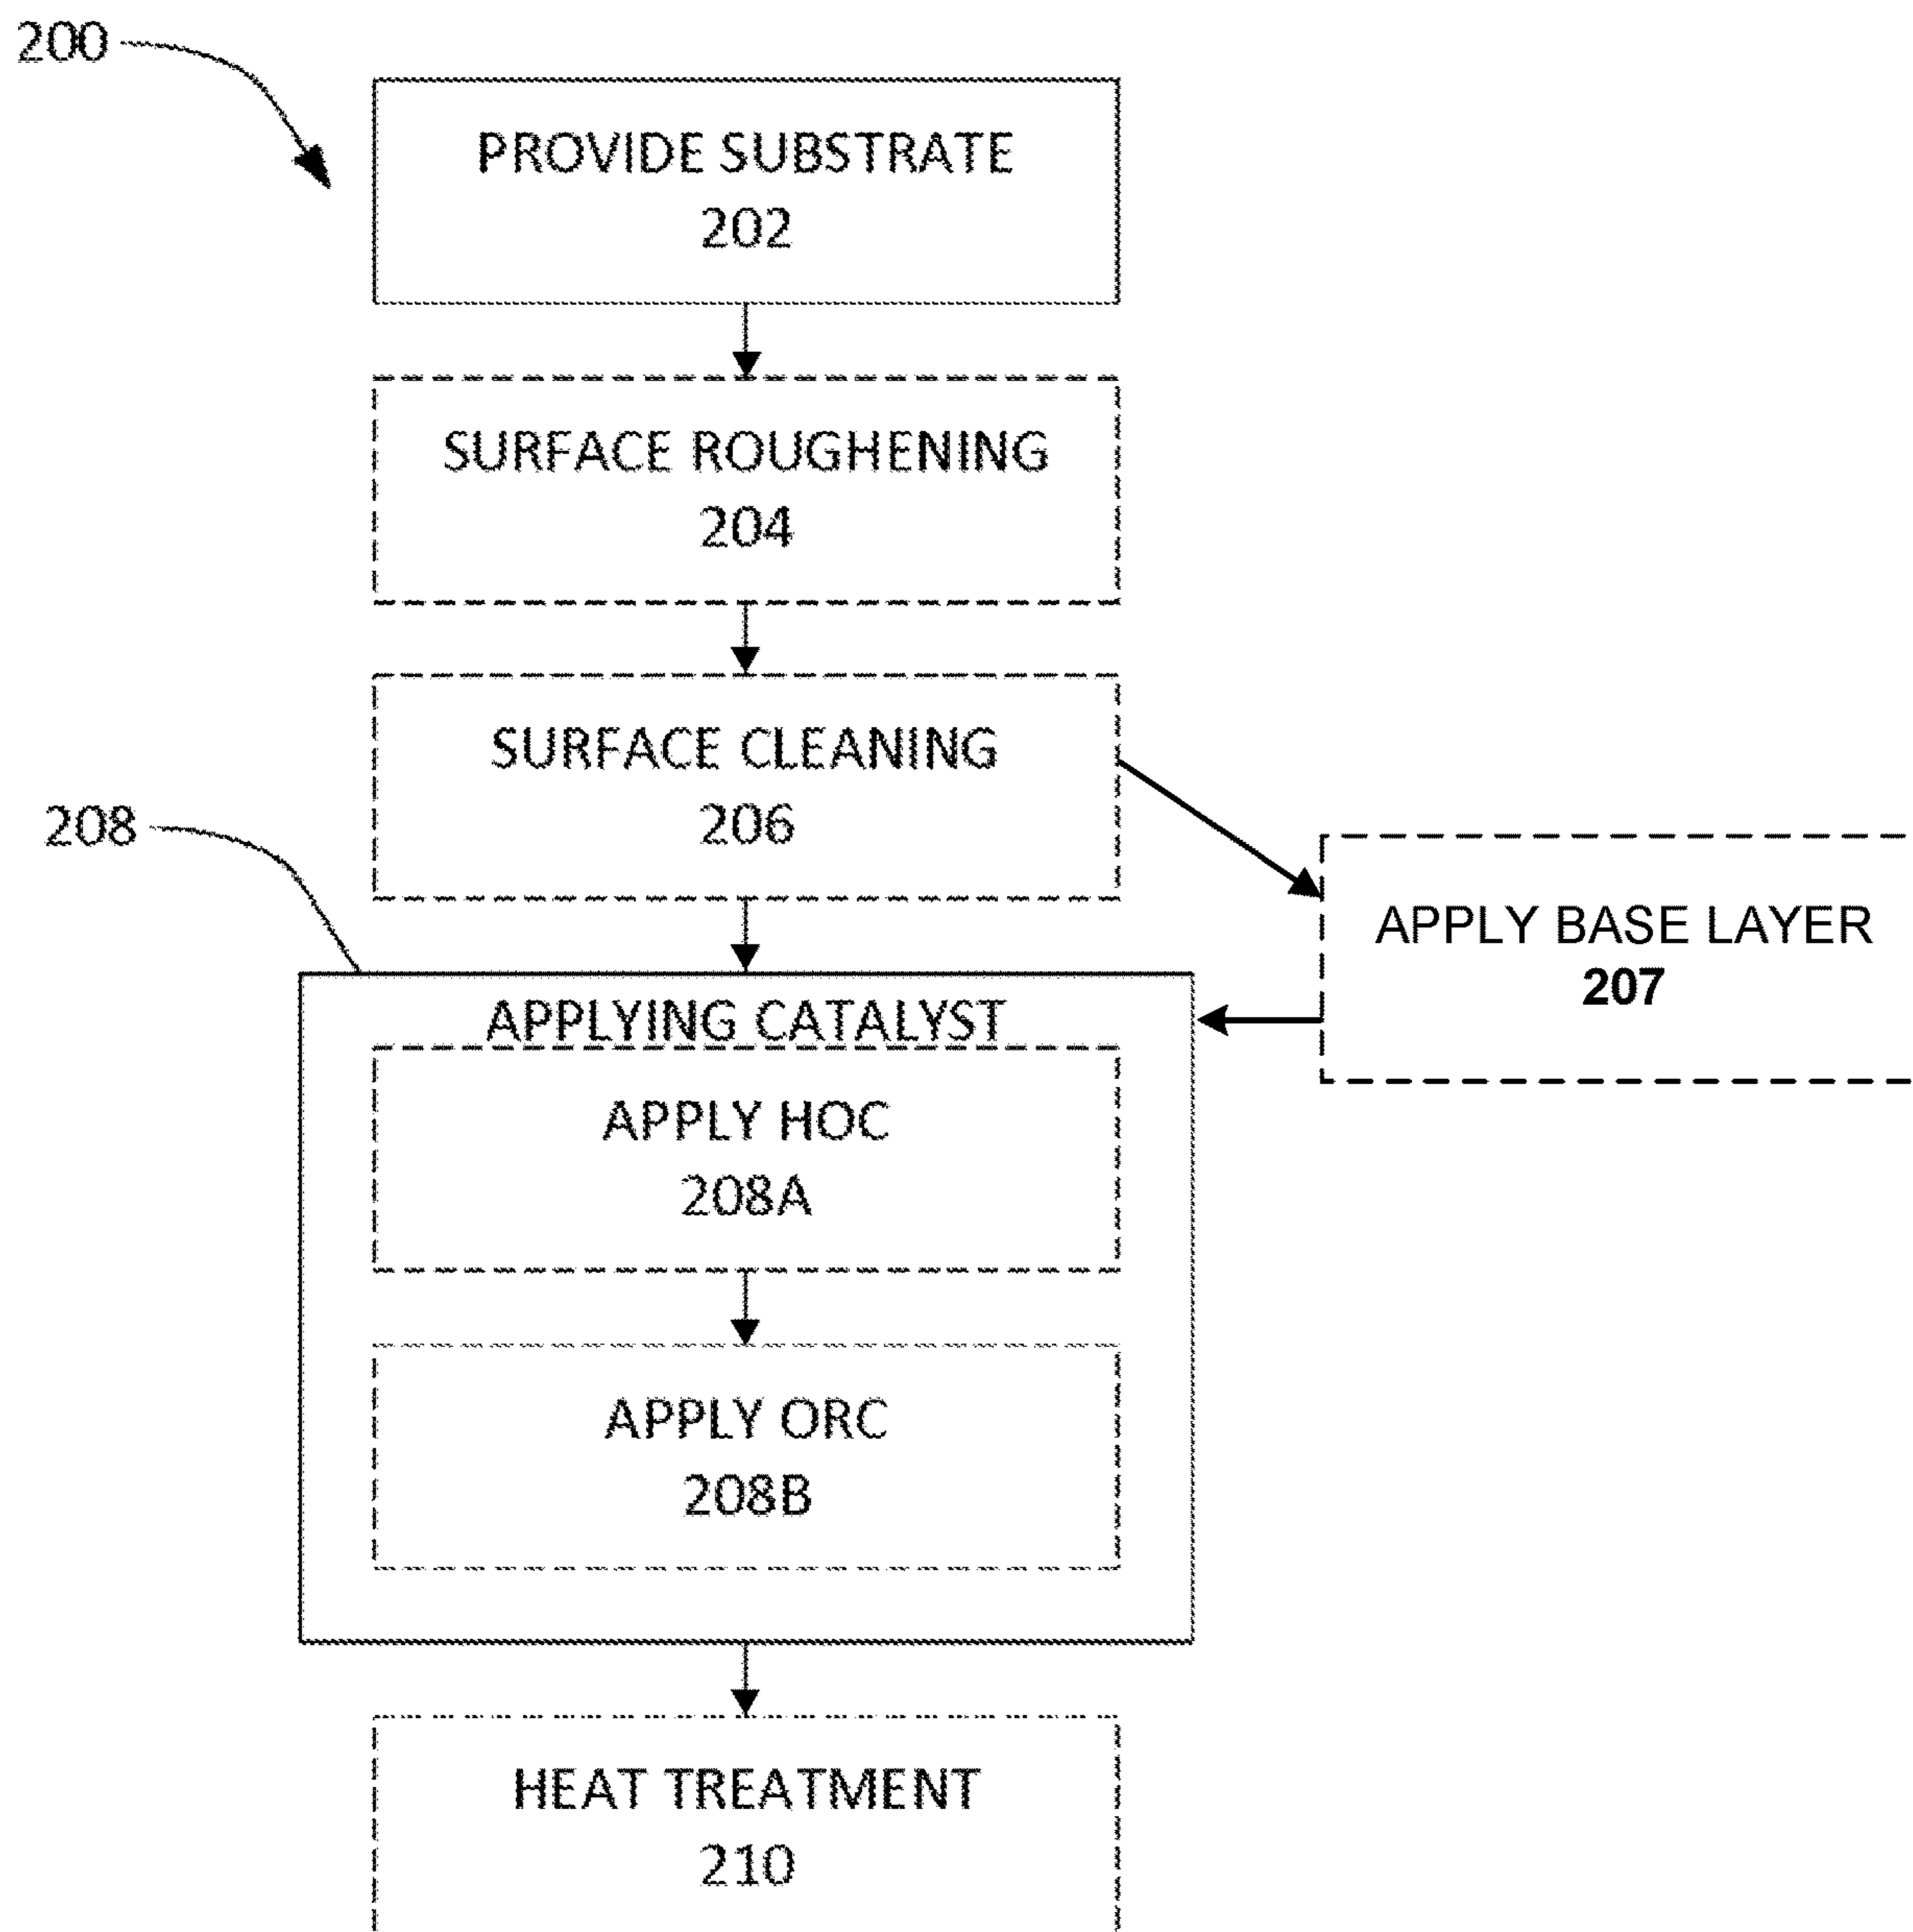 200
PROVIDE SUBSTRATE
202
SURFACE ROUGHENING
204
SURFACE CLEANING
206
208
APPLY BASE LAYER
207
APPLYING CATALYST
APPLY HOC
208A
APPLY ORC
208B
HEAT TREATMENT
210